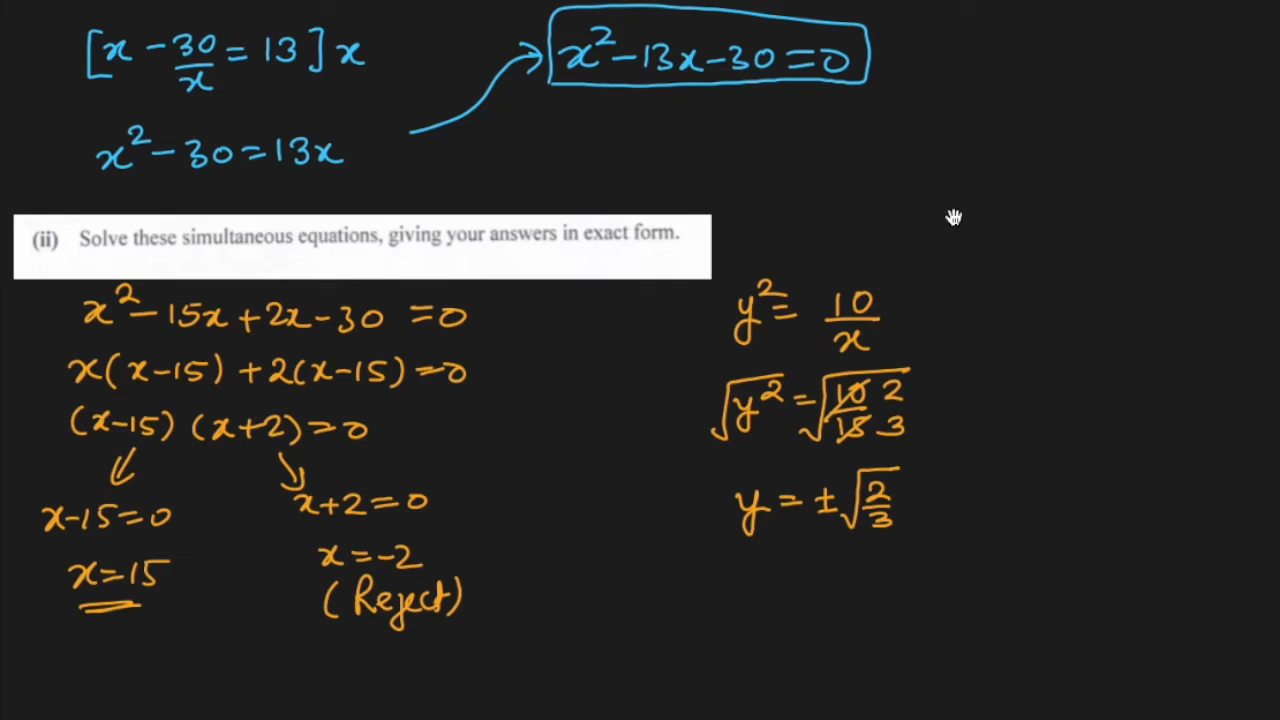 [x - 30/x = 13] x
x² - 13x - 30 = 0
x² - 30 = 13x
(ii) Solve these simultaneous equations, giving your answers in exact form.
x² - 15x + 2x - 30 = 0
x(x - 15) + 2(x - 15) = 0
(x - 15) (x + 2) = 0
x - 15 = 0
x = 15
x + 2 = 0
x = -2
(Reject)
y² = 10/x
√y² = √10/15 2/3
y = ±√2/3